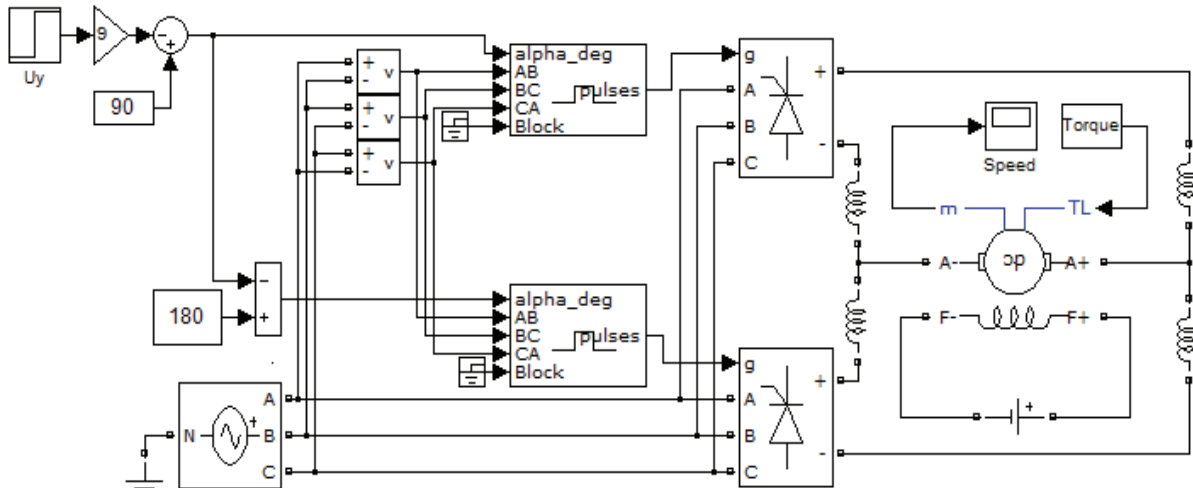 9
Uy
90
180
alpha_deg
AB
BC
CA
Block
pulses
+
-
v
+
-
v
+
-
v
alpha_deg
AB
BC
CA
Block
pulses
g
A
B
C
+
-
g
A
B
C
+
-
N
A
B
C
Speed
Torque
m
TL
A-
dc
A+
F-
F+